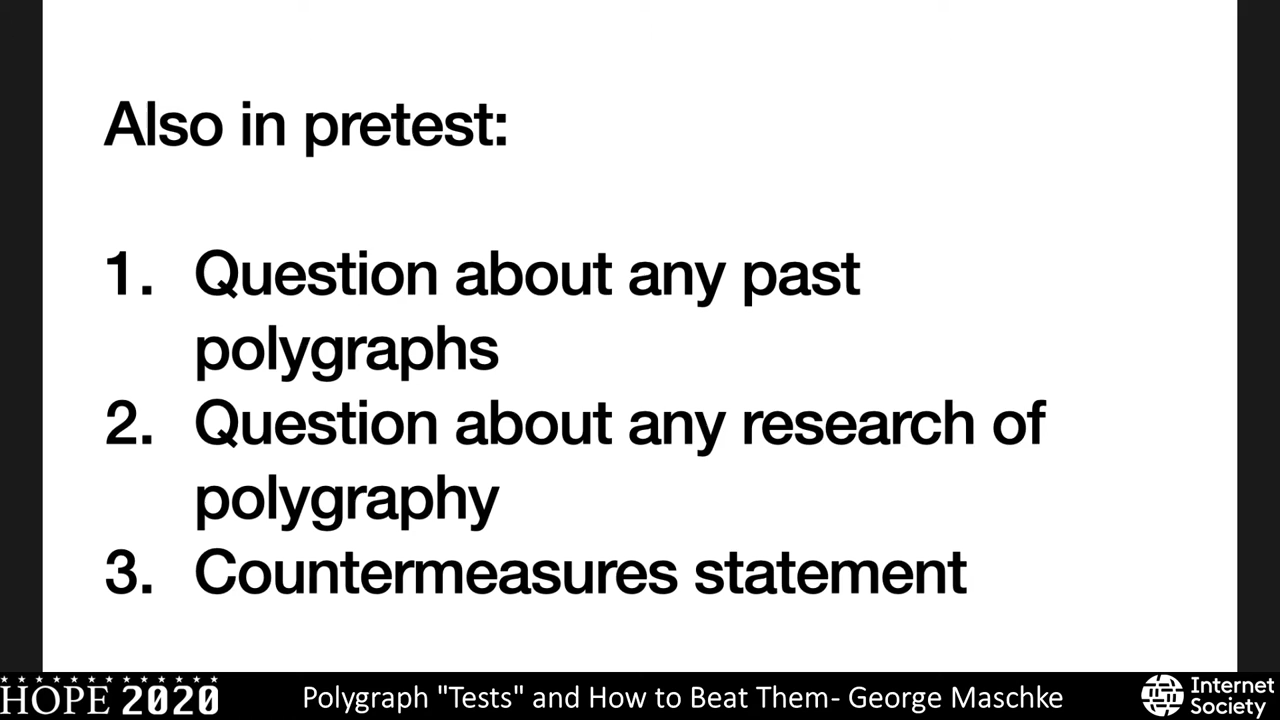 Also in pretest:
1. Question about any past
polygraphs
2. Question about any research of
polygraphy
3. Countermeasures statement
HOPE 2020
Polygraph "Tests" and How to Beat Them- George Maschke
Internet
Society